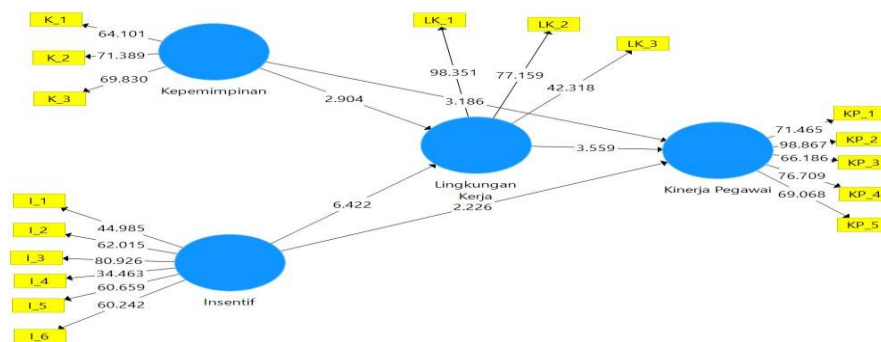 K_1
64.101
K_2
71.389
K_3
69.830
Kepemimpinan
LK_1
LK_2
LK_3
98.351
77.159
42.318
2.904
3.186
KP_1
71.465
KP_2
98.867
KP_3
66.186
KP_4
76.709
KP_5
69.068
3.559
Lingkungan
Kerja
Kinerja Pegawai
6.422
2.226
I_1
44.985
I_2
62.015
I_3
80.926
I_4
34.463
I_5
60.659
I_6
60.242
Insentif